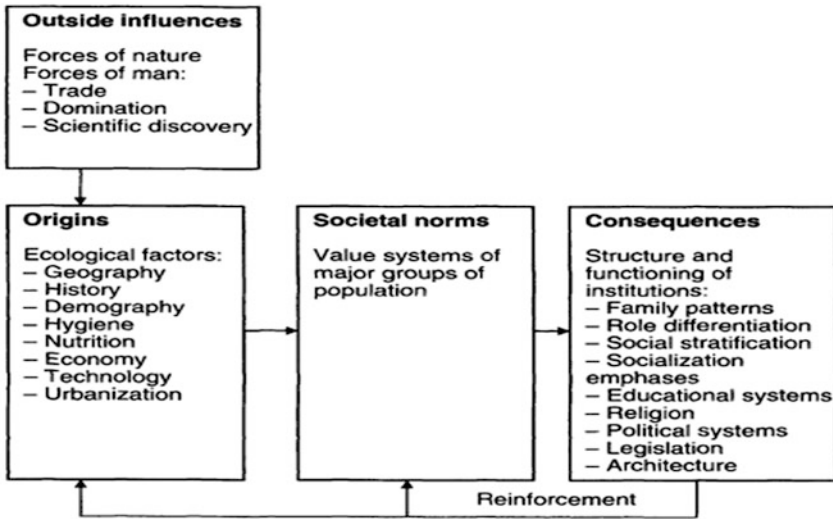 Outside influences
Forces of nature
Forces of man:
– Trade
– Domination
– Scientific discovery
Origins
Ecological factors:
– Geography
– History
– Demography
– Hygiene
– Nutrition
– Economy
– Technology
– Urbanization
Societal norms
Value systems of
major groups of
population
Consequences
Structure and
functioning of
institutions:
– Family patterns
– Role differentiation
– Social stratification
– Socialization
emphases
– Educational systems
– Religion
– Political systems
– Legislation
– Architecture
Reinforcement